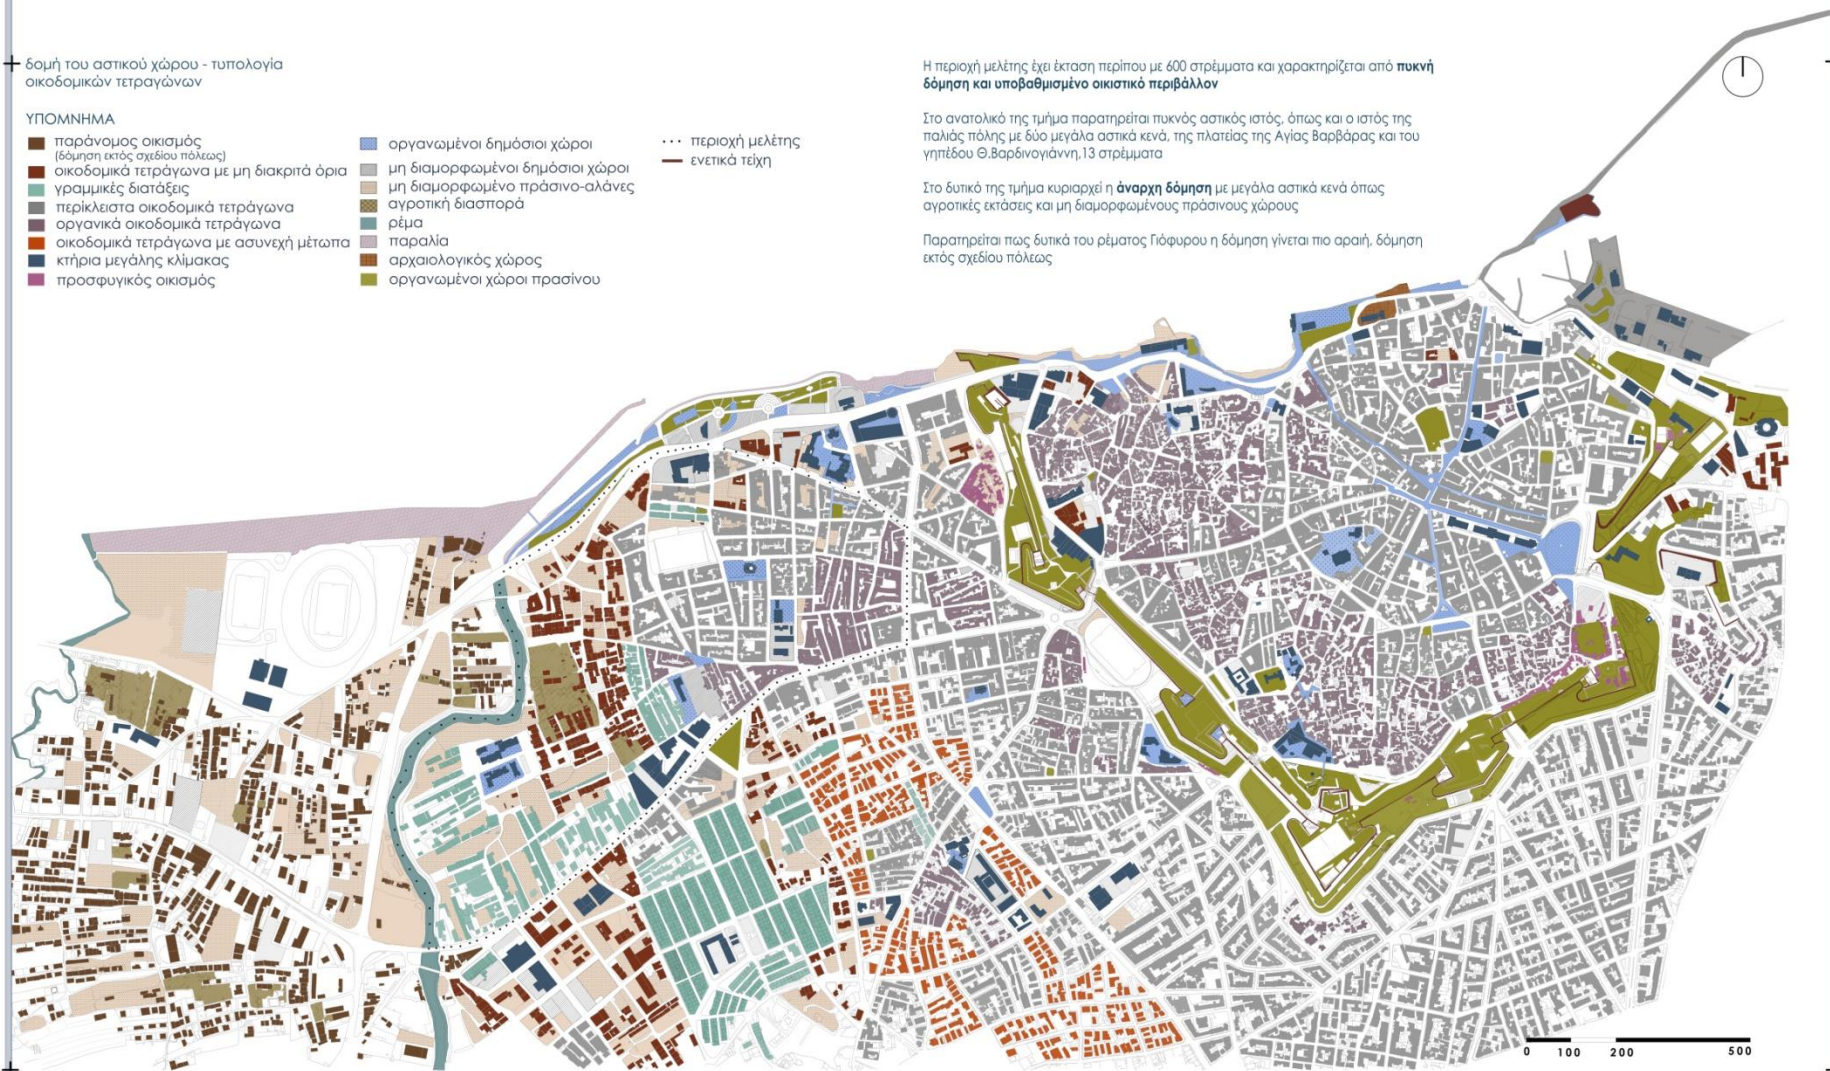 δομή του αστικού χώρου - τυπολογία
οικοδομικών τετραγώνων
ΥΠΟΜΝΗΜΑ
παράνομος οικισμός
(δόμηση εκτός σχεδίου πόλεως)
οικοδομικά τετράγωνα με μη διακριτά όρια
γραμμικές διατάξεις
περίκλειστα οικοδομικά τετράγωνα
οργανικά οικοδομικά τετράγωνα
οικοδομικά τετράγωνα με ασυνεχή μέτωπα
κτήρια μεγάλης κλίμακας
προσφυγικός οικισμός
οργανωμένοι δημόσιοι χώροι
μη διαμορφωμένοι δημόσιοι χώροι
μη διαμορφωμένο πράσινο-αλάνες
αγροτική διασπορά
ρέμα
παραλία
αρχαιολογικός χώρος
οργανωμένοι χώροι πρασίνου
περιοχή μελέτης
ενετικά τείχη
Η περιοχή μελέτης έχει έκταση περίπου με 600 στρέμματα και χαρακτηρίζεται από πυκνή
δόμηση και υποβαθμισμένο οικιστικό περιβάλλον
Στο ανατολικό της τμήμα παρατηρείται πυκνός αστικός ιστός, όπως και ο ιστός της
παλιάς πόλης με δύο μεγάλα αστικά κενά, της πλατείας της Αγίας Βαρβάρας και του
γηπέδου Θ.Βαρδινογιάννη,13 στρέμματα
Στο δυτικό της τμήμα κυριαρχεί η άναρχη δόμηση με μεγάλα αστικά κενά όπως
αγροτικές εκτάσεις και μη διαμορφωμένους πράσινους χώρους
Παρατηρείται πως δυτικά του ρέματος Γιόφυρου η δόμηση γίνεται πιο αραιή, δόμηση
εκτός σχεδίου πόλεως
0 100 200 500